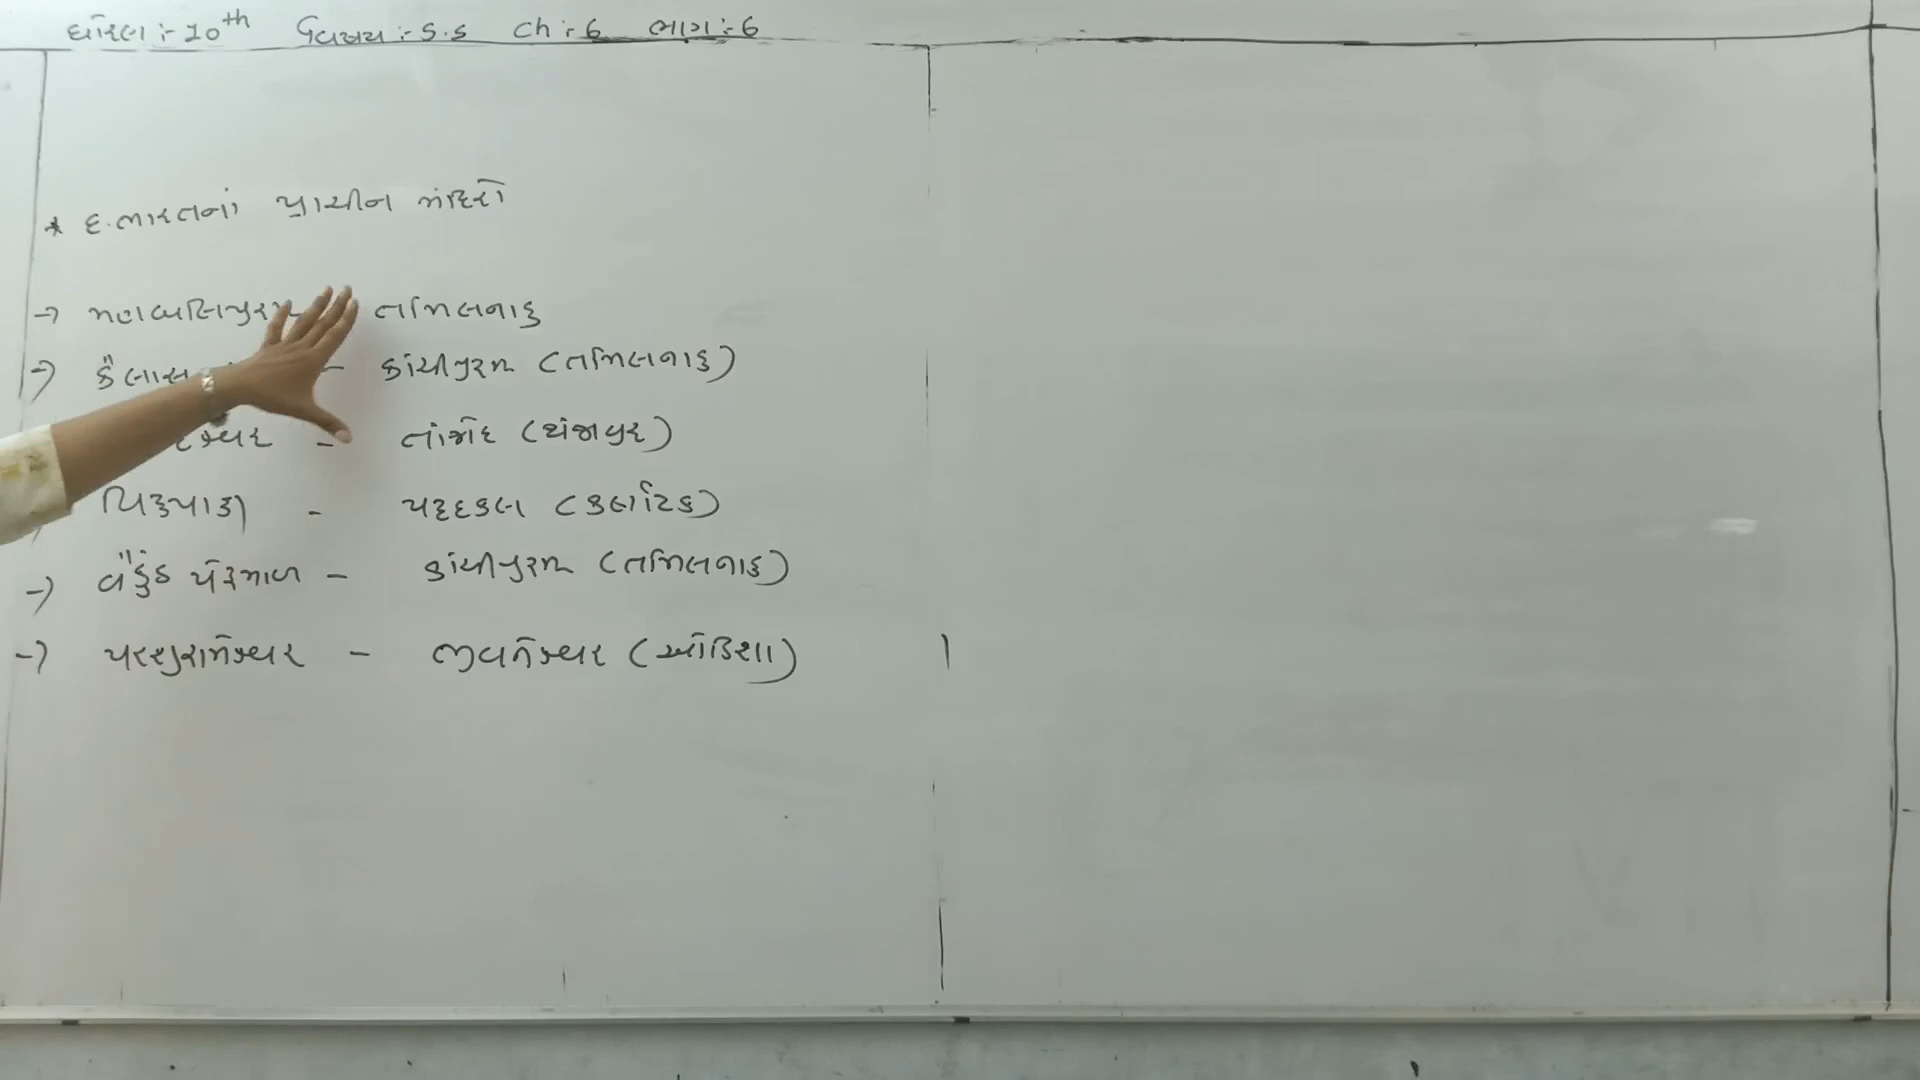 ધોરણ :- 10th વિષય :- S.S Ch :- 6 ભાગ :- 6
* દ.ભારતનાં પ્રાચીન મંદિરો
→ મહાબલિપુરમ તમિલનાડુ
→ કૈલાસ - કાંચીપુરમ (તમિલનાડુ)
- તાંજોર (થંજાવુર)
વિરૂપાક્ષ - પટ્ટદકલ (કર્ણાટક)
→ વૈકુંઠ પેરૂમાળ - કાંચીપુરમ (તમિલનાડુ)
→ પરશુરામેશ્વર - ભુવનેશ્વર (ઓડિશા)